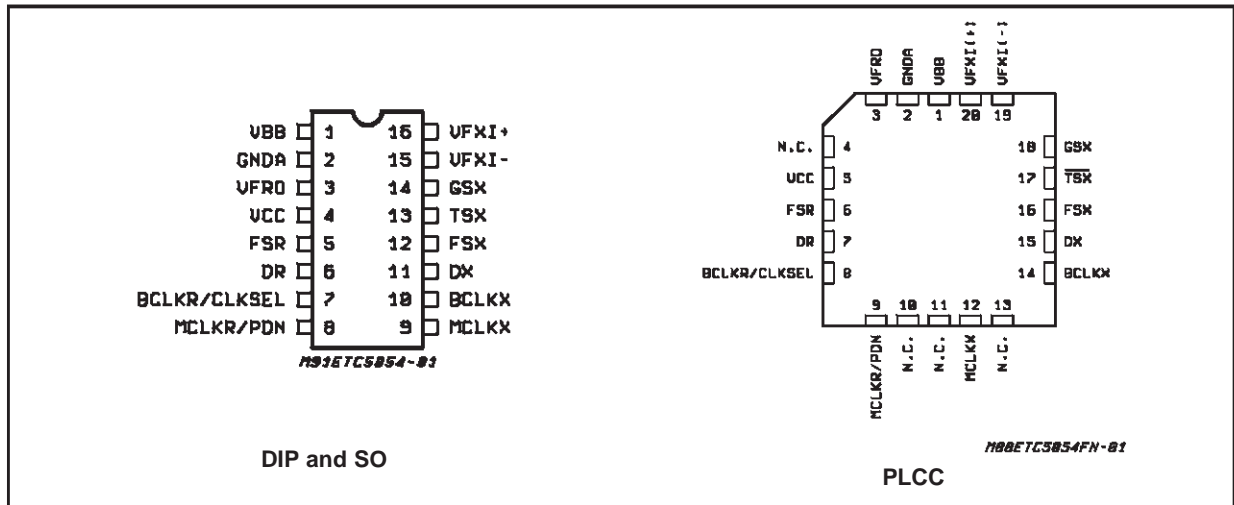 VBB 1 16 VFXI+
GNDA 2 15 VFXI-
VFRO 3 14 GSX
VCC 4 13 TSX
FSR 5 12 FSX
DR 6 11 DX
BCLKR/CLKSEL 7 10 BCLKX
MCLKR/PDN 8 9 MCLKX
M91ETC5054-01
DIP and SO
VFRO GNDA VBB VFXI(+) VFXI(-)
3 2 1 20 19
N.C. 4 18 GSX
VCC 5 17 TSX
FSR 6 16 FSX
DR 7 15 DX
BCLKR/CLKSEL 8 14 BCLKX
9 10 11 12 13
MCLKR/PDN N.C. N.C. MCLKX N.C.
M88ETC5054FN-01
PLCC